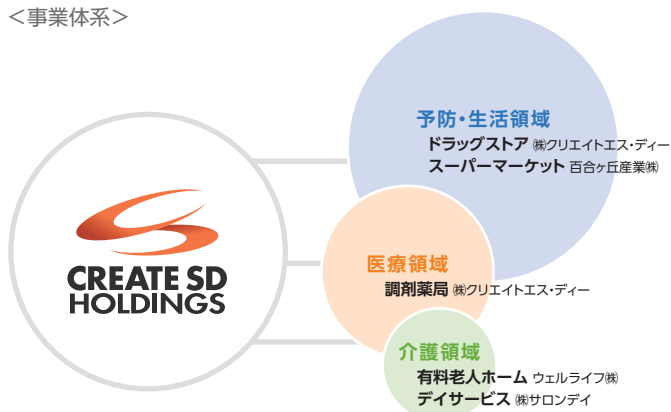 ＜事業体系＞
CREATE SD
HOLDINGS
予防・生活領域
ドラッグストア ㈱クリエイトエス・ディー
スーパーマーケット 百合ヶ丘産業㈱
医療領域
調剤薬局 ㈱クリエイトエス・ディー
介護領域
有料老人ホーム ウェルライフ㈱
デイサービス ㈱サロンデイ